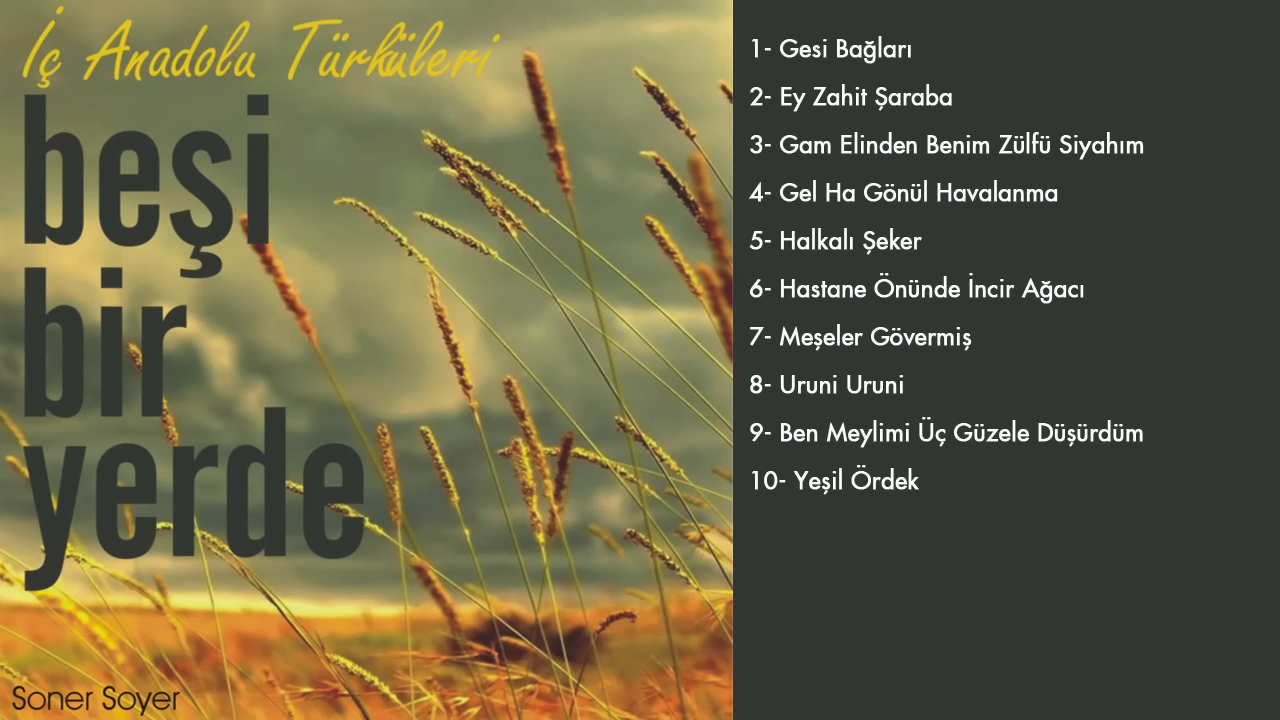 İç Anadolu Türküleri
beşi
bir
yerde
Soner Soyer
1- Gesi Bağları
2- Ey Zahit Şaraba
3- Gam Elinden Benim Zülfü Siyahım
4- Gel Ha Gönül Havalanma
5- Halkalı Şeker
6- Hastane Önünde İncir Ağacı
7- Meşeler Gövermiş
8- Uruni Uruni
9- Ben Meylimi Üç Güzele Düşürdüm
10- Yeşil Ördek